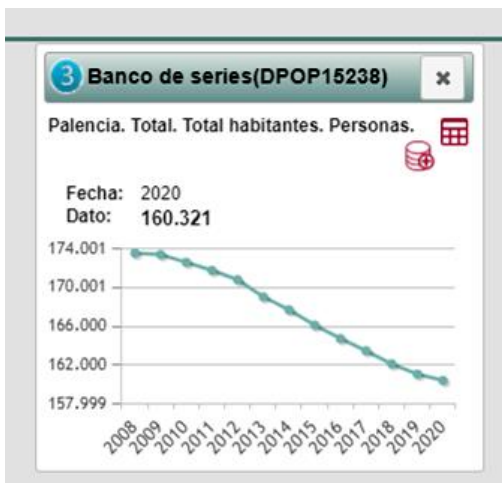 3 Banco de series(DPOP15238) ×
Palencia. Total. Total habitantes. Personas.
Fecha: 2020
Dato: 160.321
174.001
170.001
166.000
162.000
157.999
2008 2009 2010 2011 2012 2013 2014 2015 2016 2017 2018 2019 2020